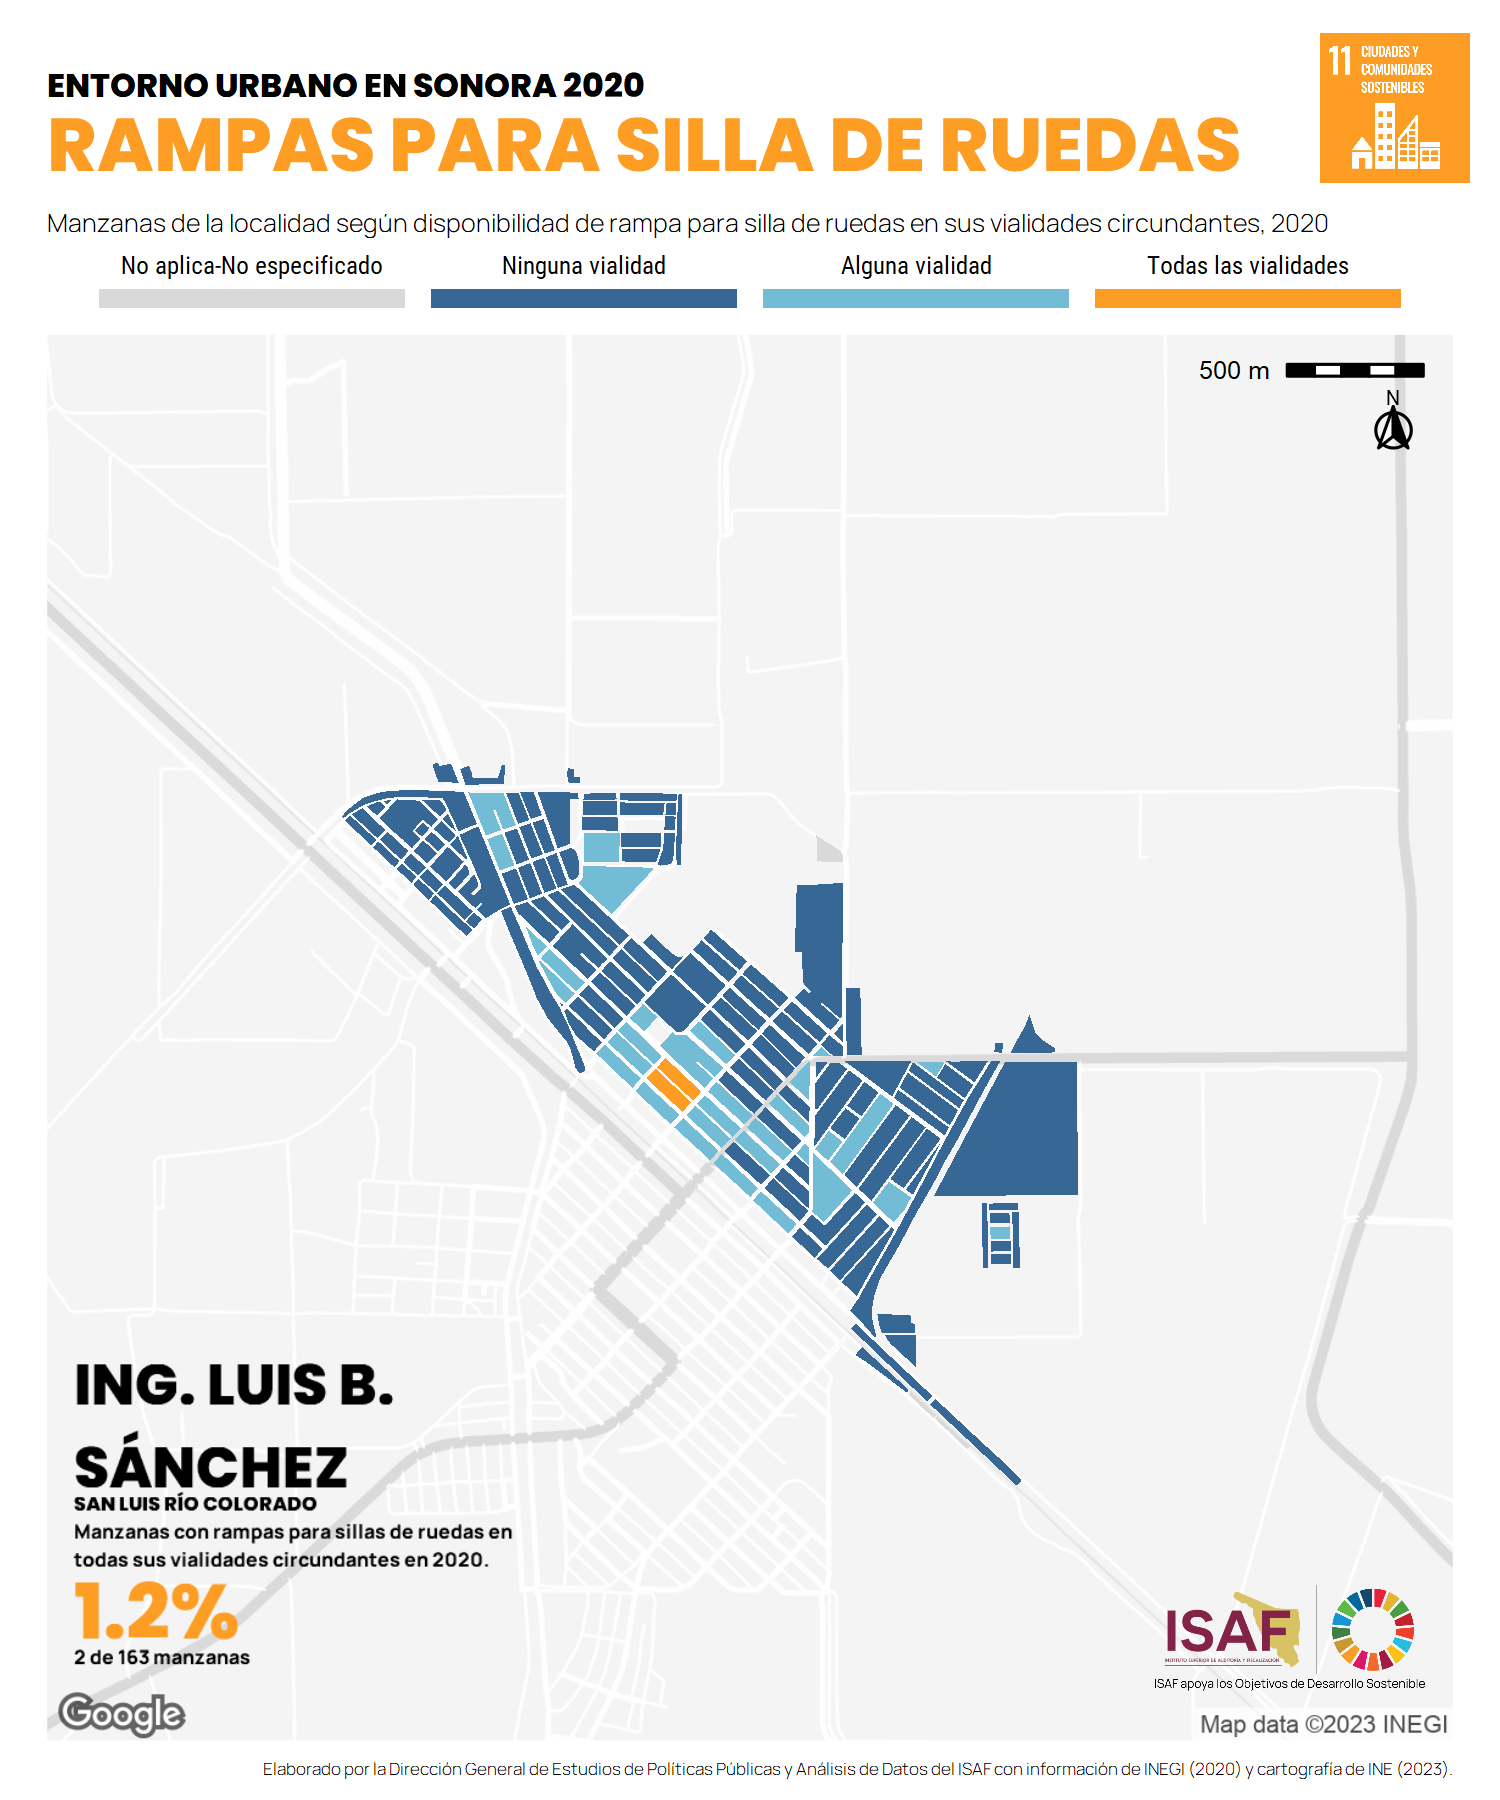 11 CIUDADES Y
COMUNIDADES
SOSTENIBLES
ENTORNO URBANO EN SONORA 2020
RAMPAS PARA SILLA DE RUEDAS
Manzanas de la localidad según disponibilidad de rampa para silla de ruedas en sus vialidades circundantes, 2020
No aplica-No especificado
Ninguna vialidad
Alguna vialidad
Todas las vialidades
500 m
N
ING. LUIS B.
SÁNCHEZ
SAN LUIS RÍO COLORADO
Manzanas con rampas para sillas de ruedas en
todas sus vialidades circundantes en 2020.
1.2%
2 de 163 manzanas
Google
ISAF
INSTITUTO SUPERIOR DE AUDITORÍA Y FISCALIZACIÓN
ISAF apoya los Objetivos de Desarrollo Sostenible
Map data ©2023 INEGI
Elaborado por la Dirección General de Estudios de Políticas Públicas y Análisis de Datos del ISAF con información de INEGI (2020) y cartografía de INE (2023).